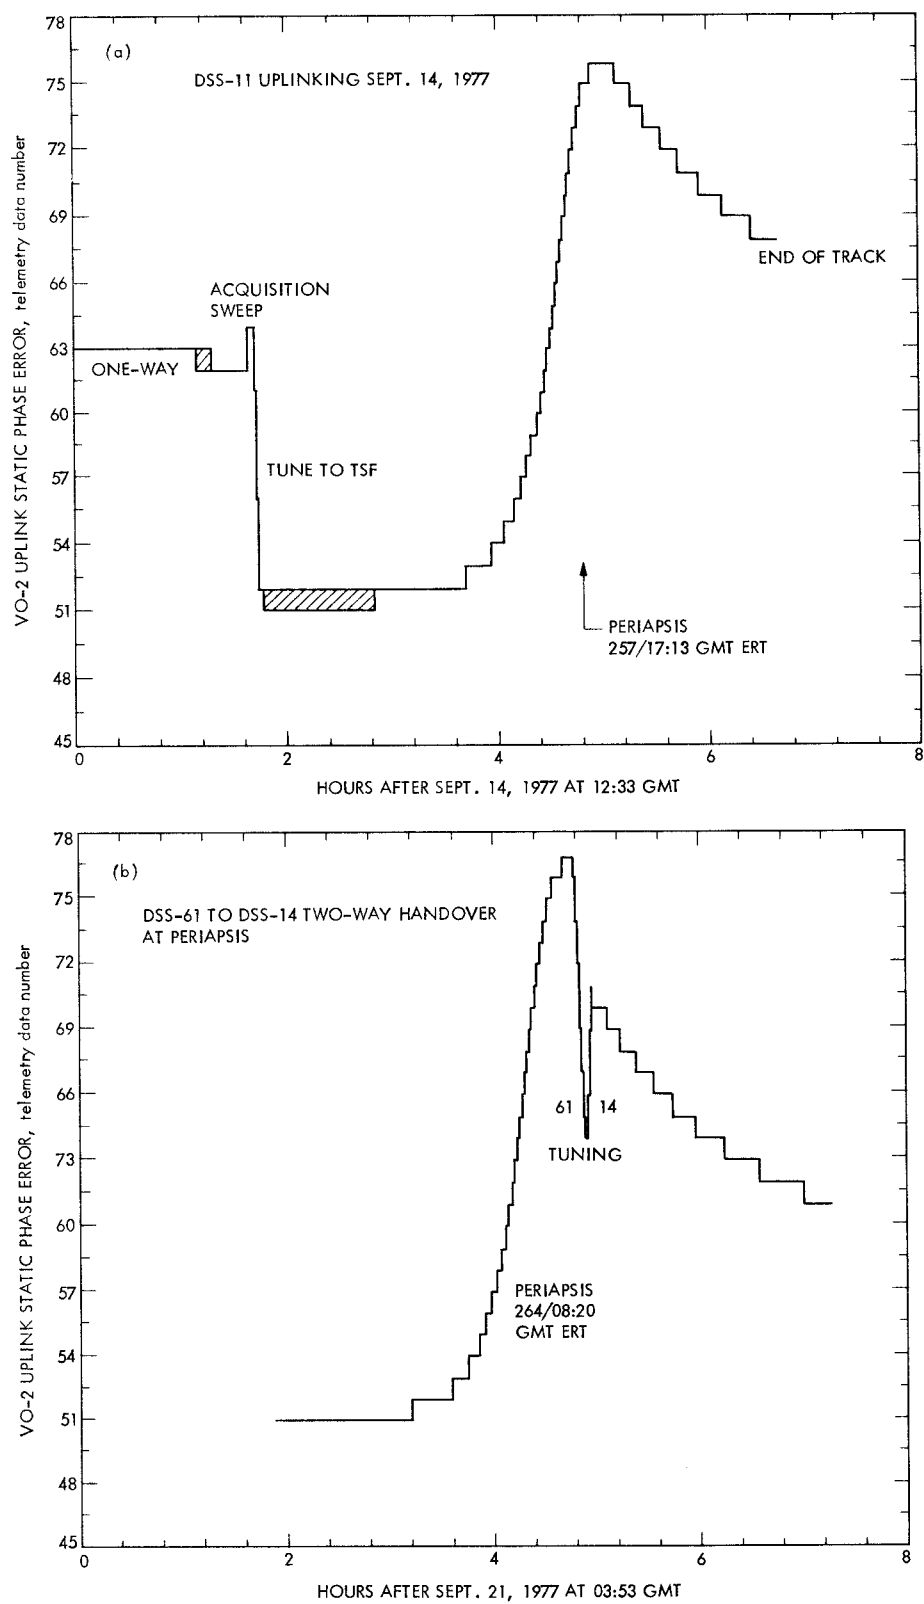 (a)
DSS-11 UPLINKING SEPT. 14, 1977
VO-2 UPLINK STATIC PHASE ERROR, telemetry data number
78
75
72
69
66
63
60
57
54
51
48
45
ACQUISITION
SWEEP
ONE-WAY
TUNE TO TSF
END OF TRACK
PERIAPSIS
257/17:13 GMT ERT
0
2
4
6
8
HOURS AFTER SEPT. 14, 1977 AT 12:33 GMT
(b)
DSS-61 TO DSS-14 TWO-WAY HANDOVER
AT PERIAPSIS
VO-2 UPLINK STATIC PHASE ERROR, telemetry data number
78
75
72
69
66
73
60
57
54
51
48
45
61 14
TUNING
PERIAPSIS
264/08:20
GMT ERT
0
2
4
6
8
HOURS AFTER SEPT. 21, 1977 AT 03:53 GMT